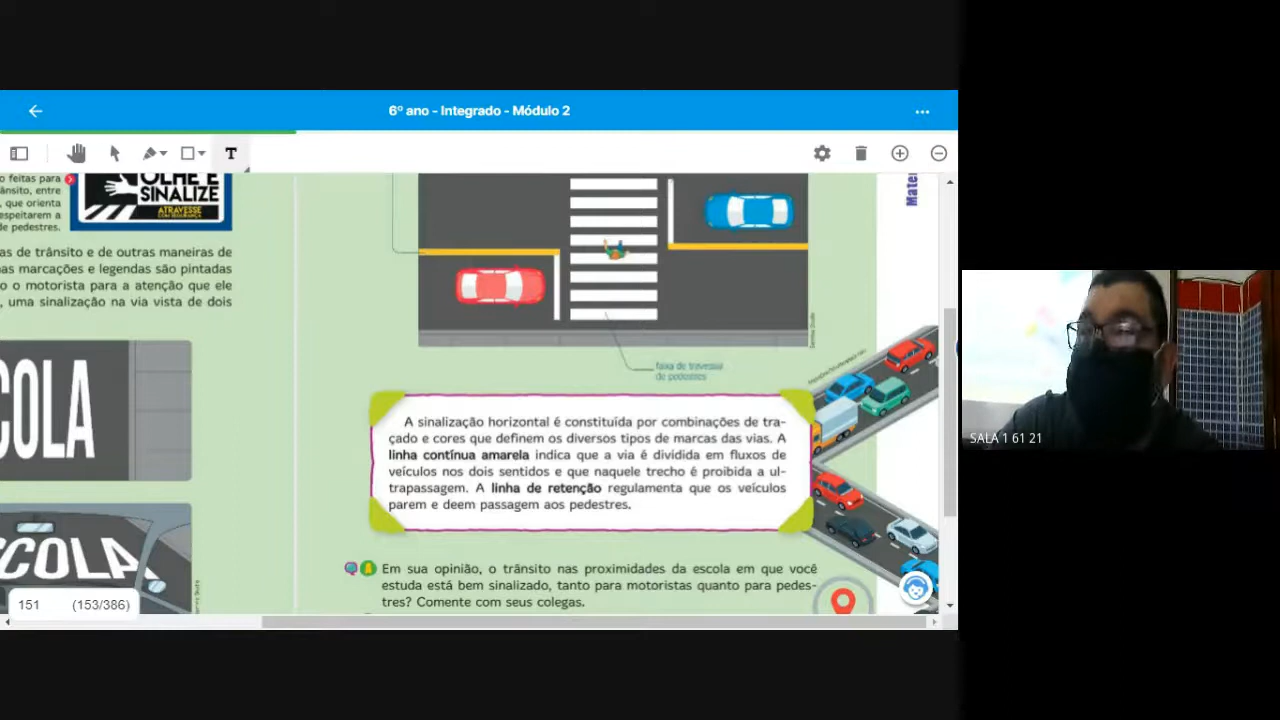 6º ano - Integrado - Módulo 2
o feitas para
ânsito, entre
, que orienta
espeitarem a
de pedestres.
OLHE E
SINALIZE
ATRAVESSE
COM SEGURANÇA
as de trânsito e de outras maneiras de
nas marcações e legendas são pintadas
o o motorista para a atenção que ele
, uma sinalização na via vista de dois
COLA
SCOLA
151 (153/386)
Mater
faixa de travessia
de pedestres
A sinalização horizontal é constituída por combinações de tra-
çado e cores que definem os diversos tipos de marcas das vias. A
linha contínua amarela indica que a via é dividida em fluxos de
veículos nos dois sentidos e que naquele trecho é proibida a ul-
trapassagem. A linha de retenção regulamenta que os veículos
parem e deem passagem aos pedestres.
Em sua opinião, o trânsito nas proximidades da escola em que você
estuda está bem sinalizado, tanto para motoristas quanto para pedes-
tres? Comente com seus colegas.
SALA 1 61 21